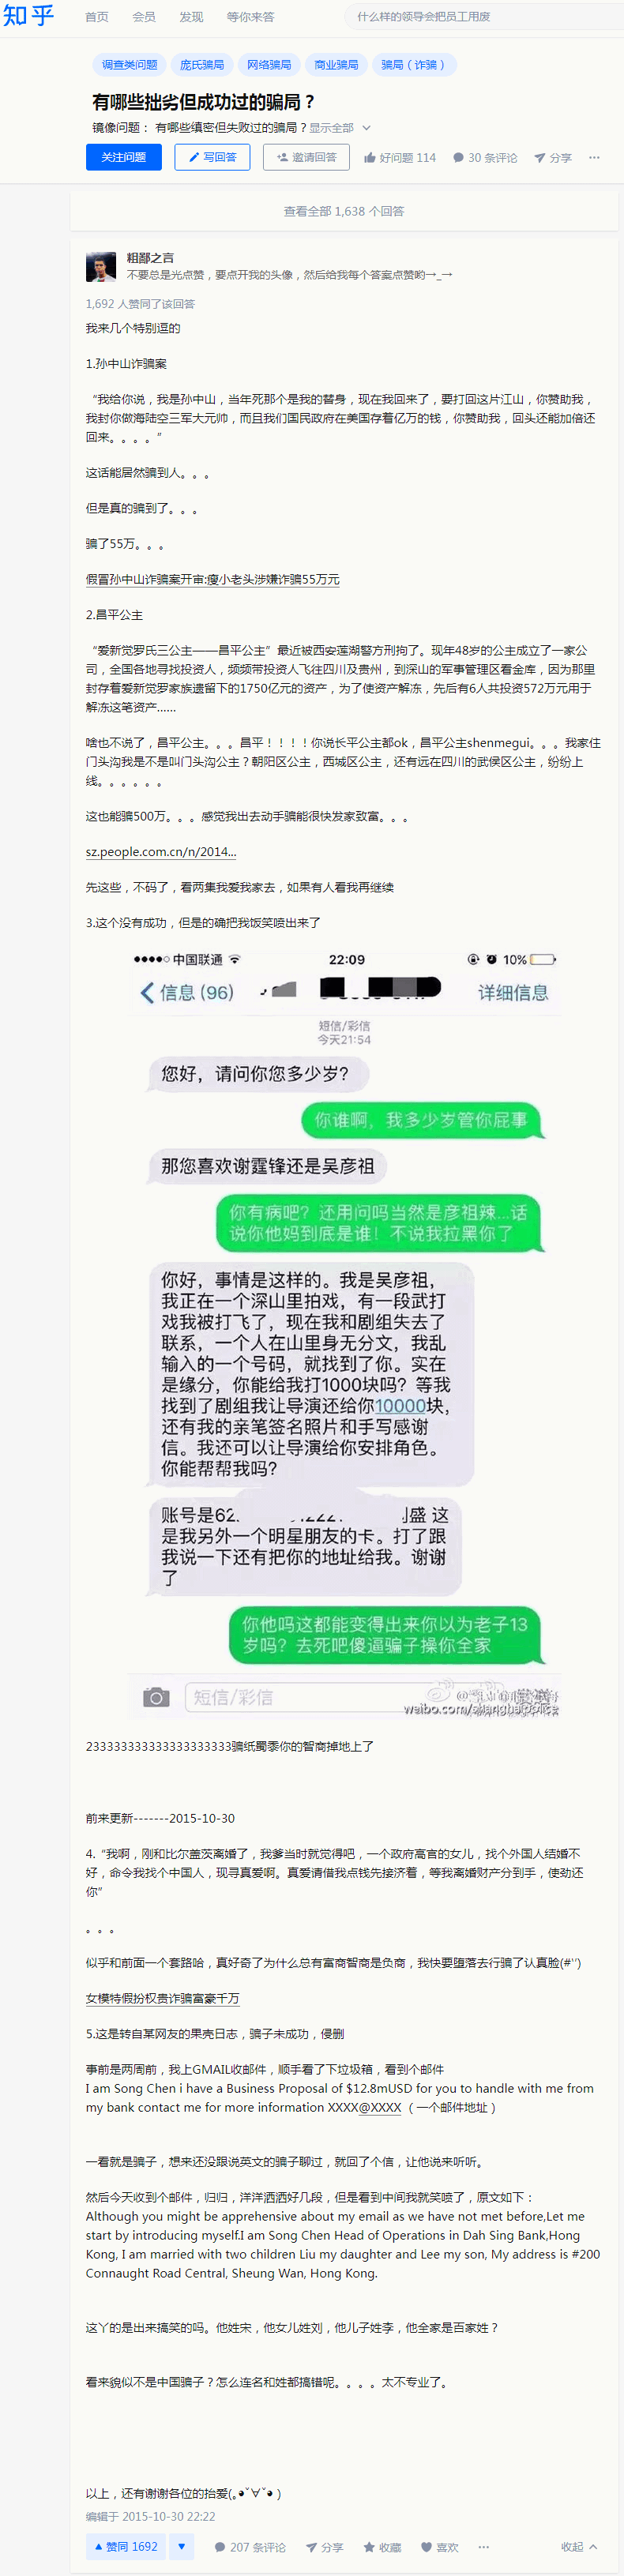 知乎
首页 会员 发现 等你来答 什么样的领导会把员工用废
调查类问题 庞氏骗局 网络骗局 商业骗局 骗局（诈骗）
有哪些拙劣但成功过的骗局？
镜像问题： 有哪些缜密但失败过的骗局？显示全部
关注问题 写回答 邀请回答 好问题 114 30 条评论 分享 ···
查看全部 1,638 个回答
粗鄙之言
不要总是光点赞，要点开我的头像，然后给我每个答案点赞哟→_→
1,692 人赞同了该回答
我来几个特别逗的
1.孙中山诈骗案
“我给你说，我是孙中山，当年死那个是我的替身，现在我回来了，要打回这片江山，你赞助我，
我封你做海陆空三军大元帅，而且我们国民政府在美国存着亿万的钱，你赞助我，回头还能加倍还
回来。。。。”
这话能居然骗到人。。。
但是真的骗到了。。。
骗了55万。。。
假冒孙中山诈骗案开审:瘦小老头涉嫌诈骗55万元
2.昌平公主
“爱新觉罗氏三公主——昌平公主”最近被西安莲湖警方刑拘了。现年48岁的公主成立了一家公
司，全国各地寻找投资人，频频带投资人飞往四川及贵州，到深山的军事管理区看金库，因为那里
封存着爱新觉罗家族遗留下的1750亿元的资产，为了使资产解冻，先后有6人共投资572万元用于
解冻这笔资产......
啥也不说了，昌平公主。。。昌平！！！！你说长平公主都ok，昌平公主shenmegui。。。我家住
门头沟我是不是叫门头沟公主？朝阳区公主，西城区公主，还有远在四川的武侯区公主，纷纷上
线。。。。。。
这也能骗500万。。。感觉我出去动手骗能很快发家致富。。。
sz.people.com.cn/n/2014...
先这些，不码了，看两集我爱我家去，如果有人看我再继续
3.这个没有成功，但是的确把我饭笑喷出来了
中国联通 22:09 10%
信息 (96) 详细信息
短信/彩信
今天21:54
您好，请问你您多少岁？
你谁啊，我多少岁管你屁事
那您喜欢谢霆锋还是吴彦祖
你有病吧？还用问吗当然是彦祖辣...话
说你他妈到底是谁！不说我拉黑你了
你好，事情是这样的。我是吴彦祖，
我正在一个深山里拍戏，有一段武打
戏我被打飞了，现在我和剧组失去了
联系，一个人在山里身无分文，我乱
输入的一个号码，就找到了你。实在
是缘分，你能给我打1000块吗？等我
找到了剧组我让导演还给你10000块，
还有我的亲笔签名照片和手写感谢
信。我还可以让导演给你安排角色。
你能帮帮我吗？
账号是62 盛 这
是我另外一个明星朋友的卡。打了跟
我说一下还有把你的地址给我。谢谢
了
你他吗这都能变得出来你以为老子13
岁吗？去死吧傻逼骗子操你全家
短信/彩信
weibo.com/shanghaipolice
233333333333333333333骗纸勒黍你的智商掉地上了
前来更新-------2015-10-30
4.“我啊，刚和比尔盖茨离婚了，我爹当时就觉得吧，一个政府高官的女儿，找个外国人结婚不
好，命令我找个中国人，现寻真爱啊。真爱请借我点钱先接济着，等我离婚财产分到手，使劲还
你”
。。。
似乎和前面一个套路哈，真好奇了为什么总有富商智商是负商，我快要堕落去行骗了认真脸(#‵′)
女模特假扮权贵诈骗富豪千万
5.这是转自某网友的果壳日志，骗子未成功，侵删
事前是两周前，我上GMAIL收邮件，顺手看了下垃圾箱，看到个邮件
I am Song Chen i have a Business Proposal of $12.8mUSD for you to handle with me from
my bank contact me for more information XXXX@XXXX （一个邮件地址）
一看就是骗子，想来还没跟说英文的骗子聊过，就回了个信，让他说来听听。
然后今天收到个邮件，归归，洋洋洒洒好几段，但是看到中间我就笑喷了，原文如下：
Although you might be apprehensive about my email as we have not met before,Let me
start by introducing myself.I am Song Chen Head of Operations in Dah Sing Bank,Hong
Kong, I am married with two children Liu my daughter and Lee my son, My address is #200
Connaught Road Central, Sheung Wan, Hong Kong.
这丫的是出来搞笑的吗。他姓宋，他女儿姓刘，他儿子姓李，他全家是百家姓？
看来貌似不是中国骗子？怎么连名和姓都搞错呢。。。。太不专业了。
以上，还有谢谢各位的抬爱(｡◕ˇ∀ˇ◕)
编辑于 2015-10-30 22:22
赞同 1692 207 条评论 分享 收藏 喜欢 ··· 收起